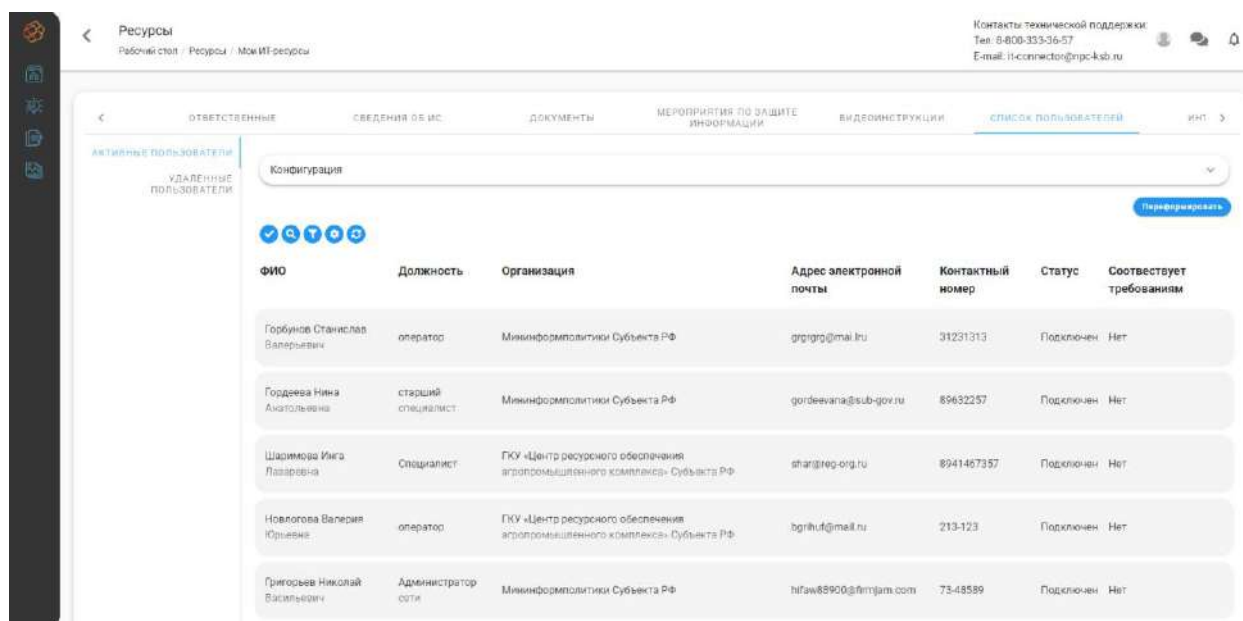 Ресурсы
Рабочий стол / Ресурсы / Мои ИТ-ресурсы
Контакты технической поддержки:
Тел: 8-800-333-36-57
E-mail: it-connector@npc-ksb.ru
ОТВЕТСТВЕННЫЕ
СВЕДЕНИЯ ОБ ИС
ДОКУМЕНТЫ
МЕРОПРИЯТИЯ ПО ЗАЩИТЕ
ИНФОРМАЦИИ
ВИДЕОИНСТРУКЦИИ
СПИСОК ПОЛЬЗОВАТЕЛЕЙ
ИНТ
АКТИВНЫЕ ПОЛЬЗОВАТЕЛИ
УДАЛЕННЫЕ
ПОЛЬЗОВАТЕЛИ
Конфигурация
Переформировать
ФИО
Должность
Организация
Адрес электронной
почты
Контактный
номер
Статус
Соотвествует
требованиям
Горбунов Станислав
Валерьевич
оператор
Мининформполитики Субъекта РФ
grgrgrg@mai.lru
31231313
Подключен
Нет
Гордеева Нина
Анатольевна
старший
специалист
Мининформполитики Субъекта РФ
gordeevana@sub-gov.ru
89632257
Подключен
Нет
Шаримова Инга
Лазаревна
Специалист
ГКУ «Центр ресурсного обеспечения
агропромышленного комплекса» Субъекта РФ
shar@reg-org.ru
8941467357
Подключен
Нет
Новлогова Валерия
Юрьевна
оператор
ГКУ «Центр ресурсного обеспечения
агропромышленного комплекса» Субъекта РФ
bgrihuf@mail.ru
213-123
Подключен
Нет
Григорьев Николай
Васильевич
Администратор
сети
Мининформполитики Субъекта РФ
hifaw88900@firmjam.com
73-48589
Подключен
Нет